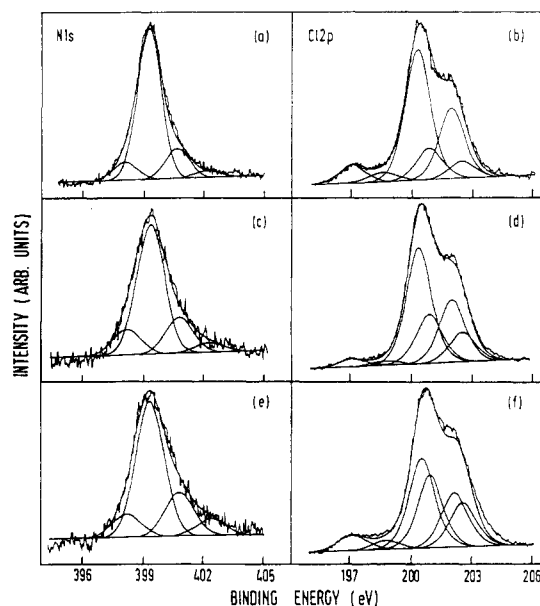 N1s (a)
Cl2p (b)
(c)
(d)
(e)
(f)
INTENSITY (ARB. UNITS)
396 399 402 405
197 200 203 206
BINDING ENERGY (eV)